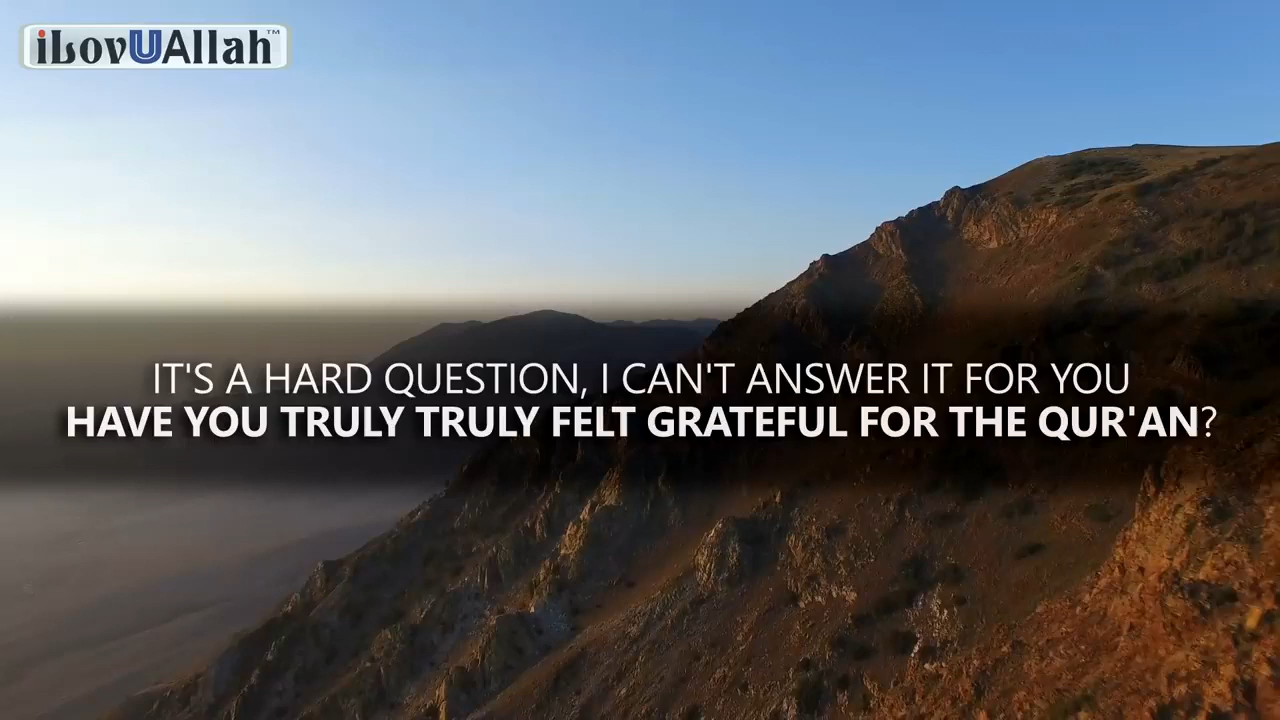 iLovUAllah™
IT'S A HARD QUESTION, I CAN'T ANSWER IT FOR YOU
HAVE YOU TRULY TRULY FELT GRATEFUL FOR THE QUR'AN?